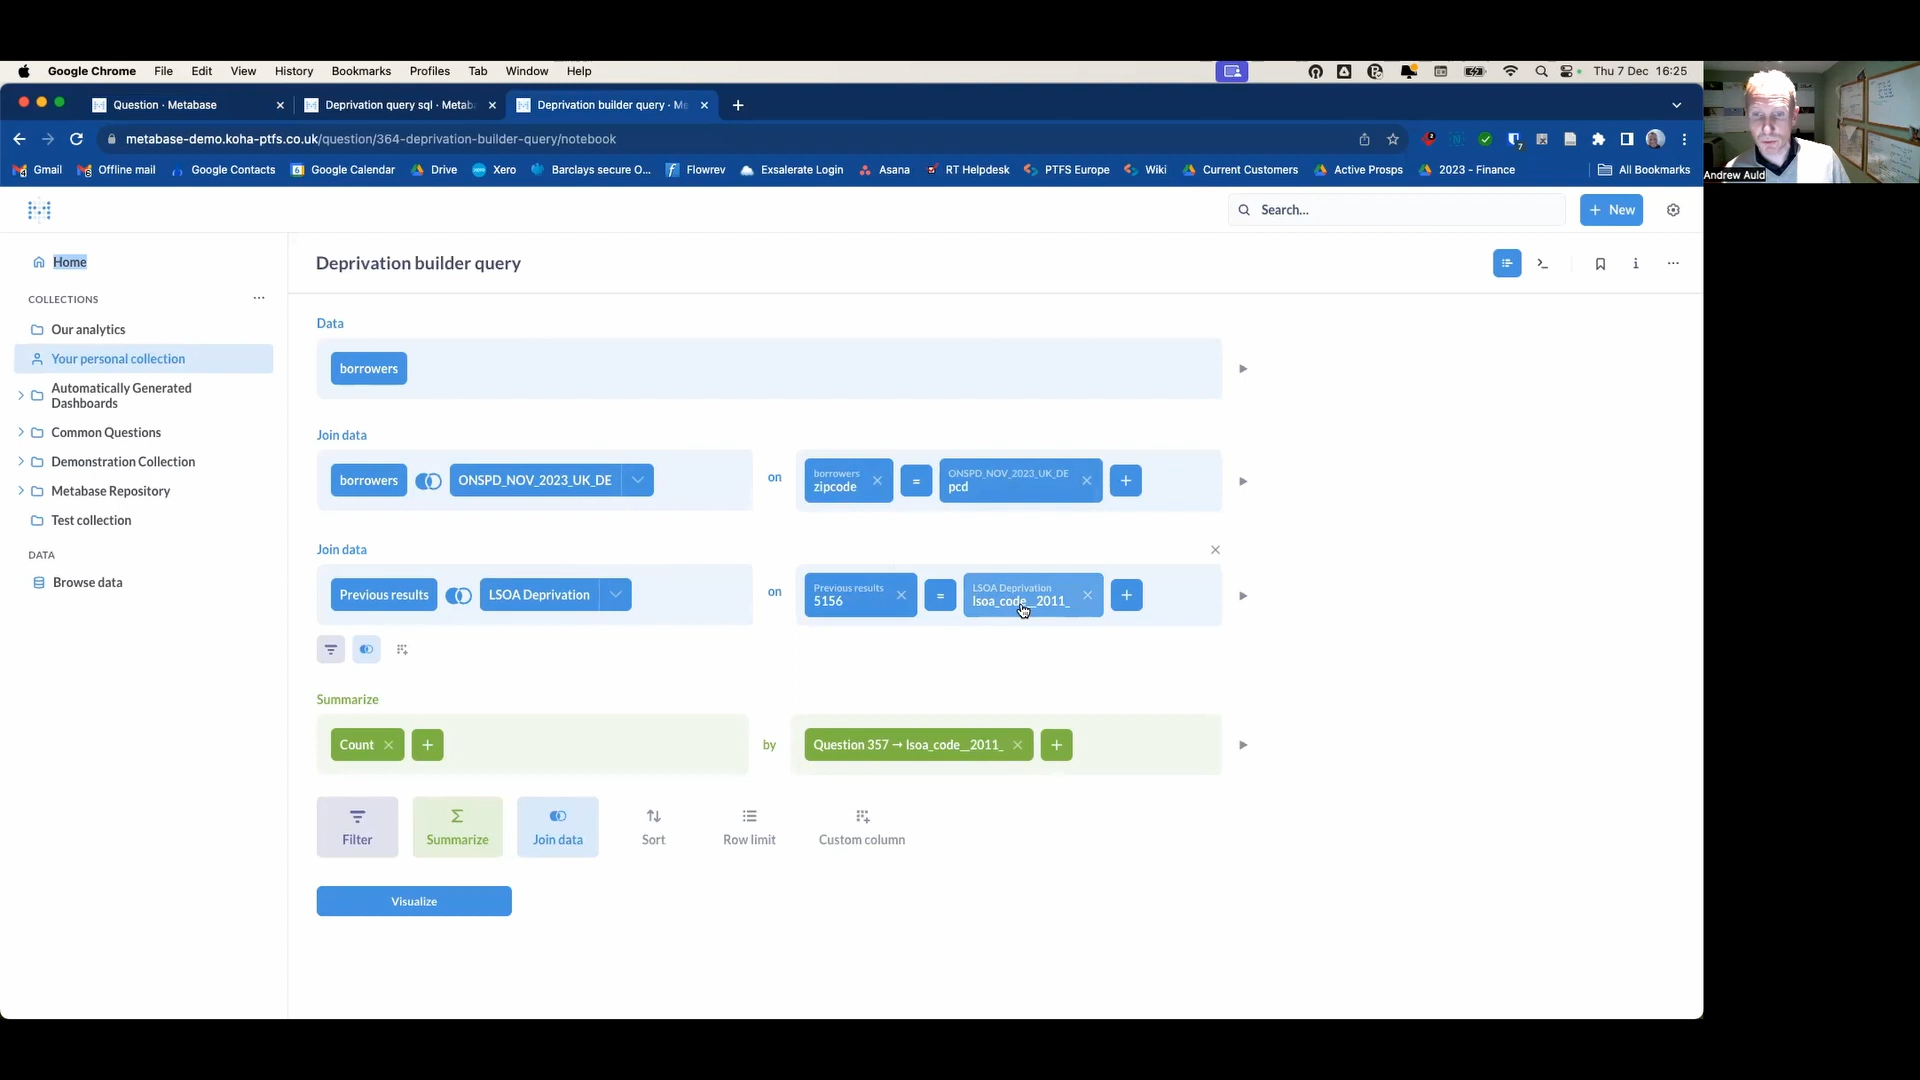 Google Chrome File Edit View History Bookmarks Profiles Tab Window Help Thu 7 Dec 16:25
Question · Metabase
Deprivation query sql · Metab
Deprivation builder query · Me
metabase-demo.koha-ptfs.co.uk/question/364-deprivation-builder-query/notebook
Gmail Offline mail Google Contacts Google Calendar Drive Xero Barclays secure O... Flowrev Exsalerate Login Asana RT Helpdesk PTFS Europe Wiki Current Customers Active Prosps 2023 - Finance All Bookmarks
Andrew Auld
Search...
+ New
Home
COLLECTIONS
Our analytics
Your personal collection
Automatically Generated
Dashboards
Common Questions
Demonstration Collection
Metabase Repository
Test collection
DATA
Browse data
Deprivation builder query
Data
borrowers
Join data
borrowers ONSPD_NOV_2023_UK_DE on
borrowers
zipcode
=
ONSPD_NOV_2023_UK_DE
pcd
Join data
Previous results LSOA Deprivation on
Previous results
5156
=
LSOA Deprivation
lsoa_code__2011_
Summarize
Count by Question 357 → lsoa_code__2011_
Filter Summarize Join data Sort Row limit Custom column
Visualize